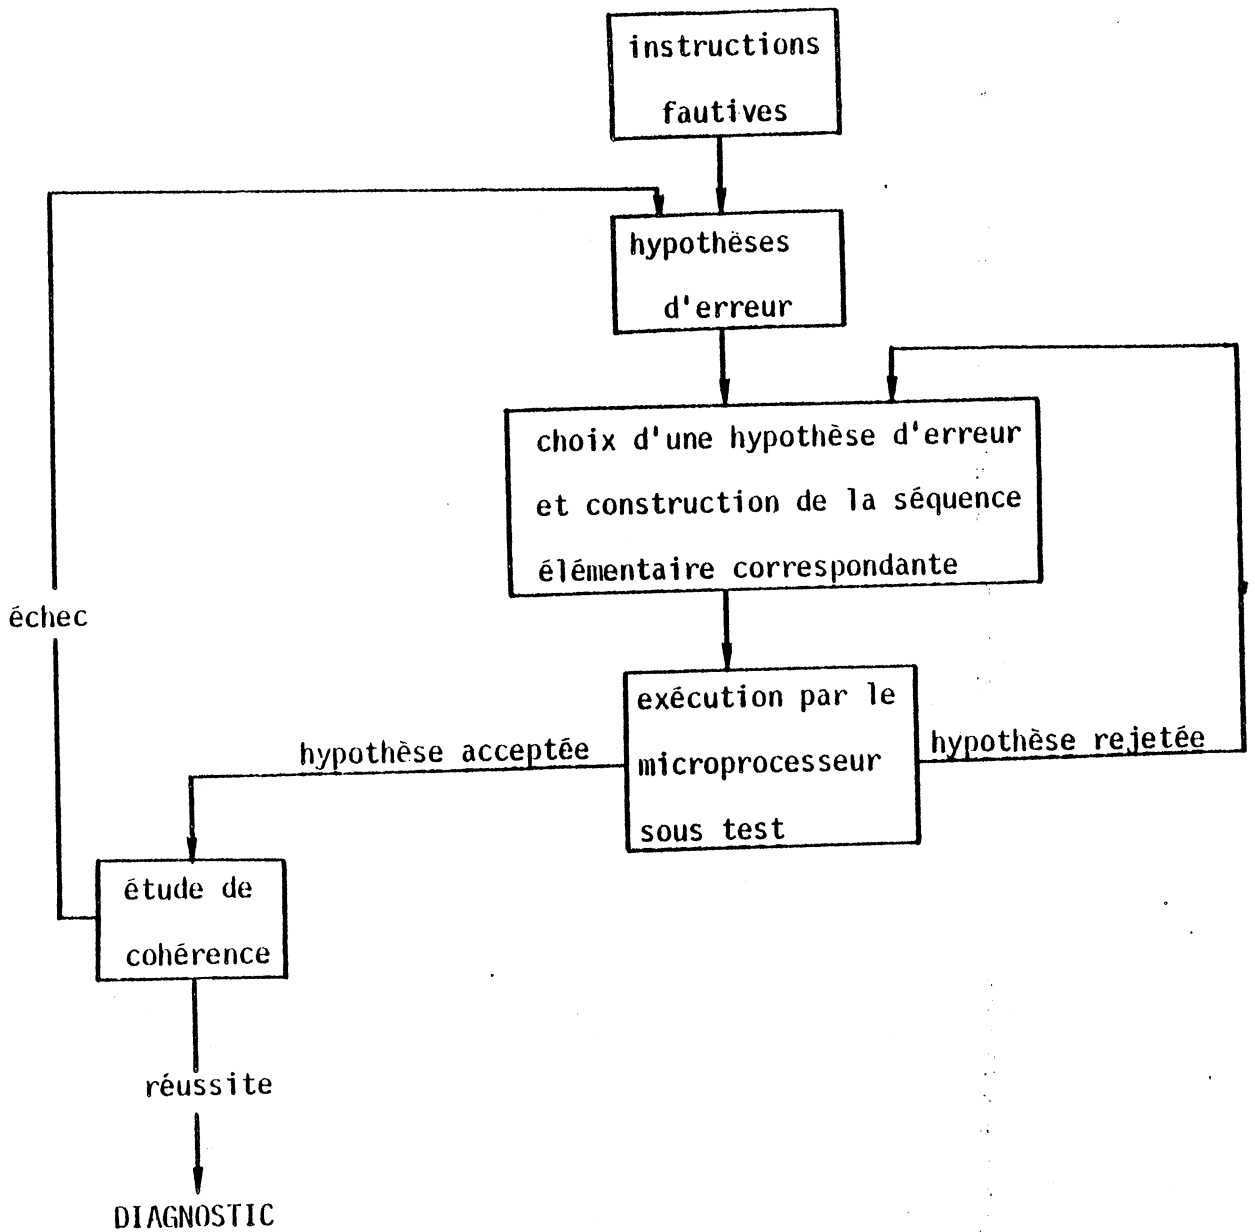 instructions
fautives
hypothèses
d'erreur
choix d'une hypothèse d'erreur
et construction de la séquence
élémentaire correspondante
échec
exécution par le
microprocesseur
sous test
hypothèse acceptée
hypothèse rejetée
étude de
cohérence
réussite
DIAGNOSTIC